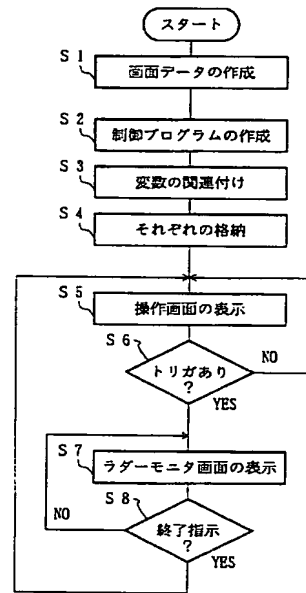 スタート
S1
画面データの作成
S2
制御プログラムの作成
S3
変数の関連付け
S4
それぞれの格納
S5
操作画面の表示
S6
トリガあり
?
NO
YES
S7
ラダーモニタ画面の表示
S8
NO
終了指示
?
YES